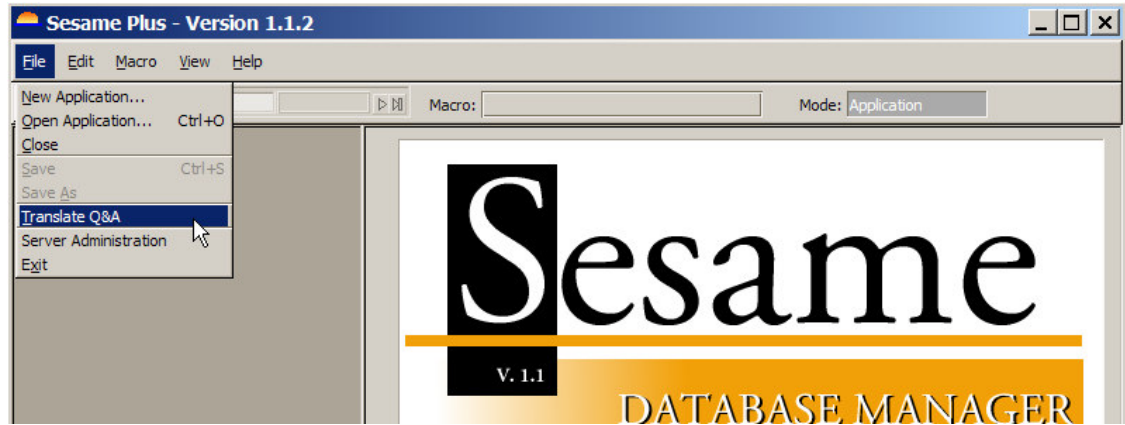 Sesame Plus - Version 1.1.2
File Edit Macro View Help
Macro: Mode: Application
New Application...
Open Application... Ctrl+O
Close
Save Ctrl+S
Save As
Translate Q&A
Server Administration
Exit
Sesame
V. 1.1
DATABASE MANAGER